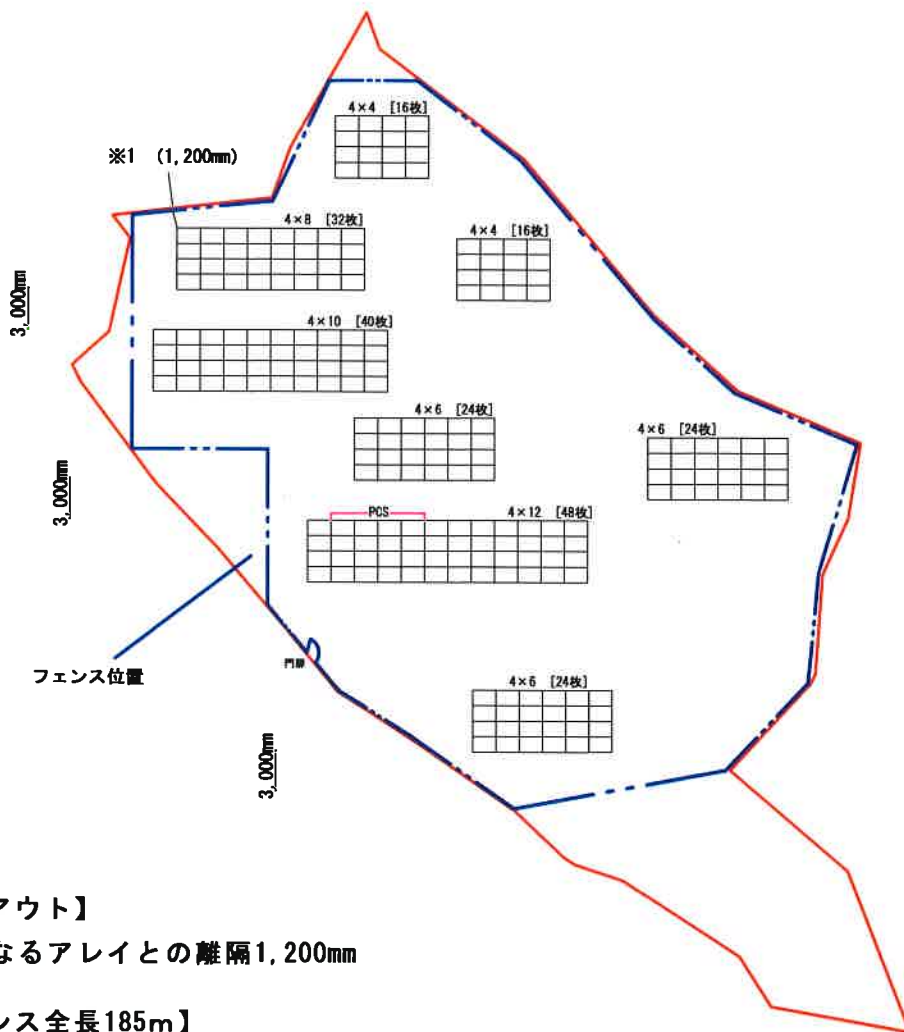 4×4 [16枚]
※1 (1,200mm)
4×8 [32枚]
4×4 [16枚]
3,000mm
4×10 [40枚]
4×6 [24枚]
4×6 [24枚]
3,000mm
PCS
4×12 [48枚]
フェンス位置
4×6 [24枚]
3,000mm
アウト】
なるアレイとの離隔1,200mm
ンス全長185m】